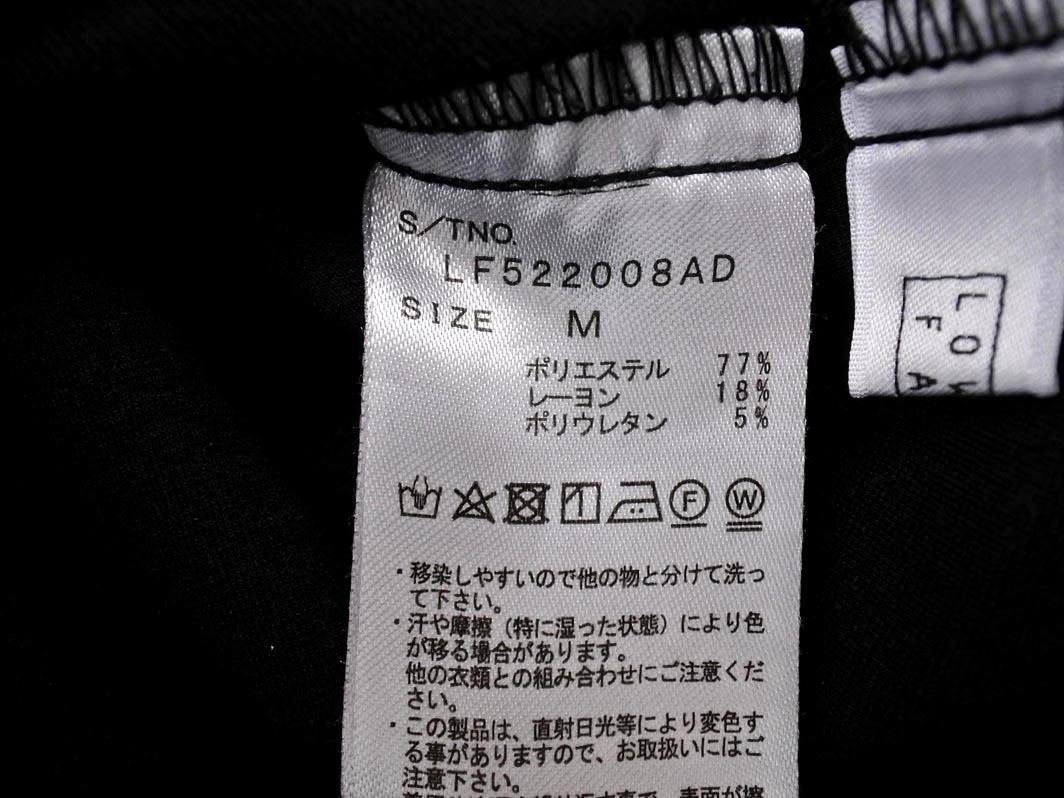 S/TNO.
LF522008AD
SIZE M
ポリエステル 77%
レーヨン 18%
ポリウレタン 5%
F W
・移染しやすいので他の物と分けて洗っ
て下さい。
・汗や摩擦（特に湿った状態）により色
が移る場合があります。
他の衣類との組み合わせにご注意くだ
さい。
・この製品は、直射日光等により変色す
る事がありますので、お取扱いにはご
注意下さい。
LOW
F A